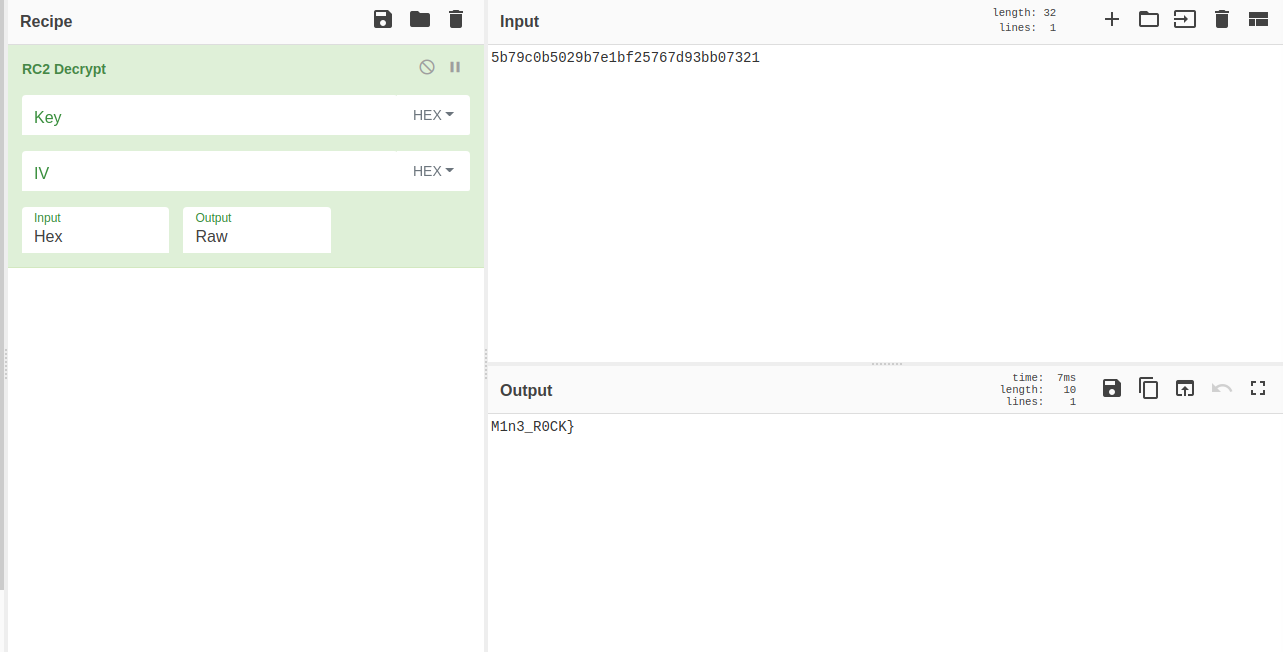 Recipe
RC2 Decrypt
Key
HEX
IV
HEX
Input
Hex
Output
Raw
Input
length: 32
lines: 1
5b79c0b5029b7e1bf25767d93bb07321
Output
time: 7ms
length: 10
lines: 1
M1n3_R0CK}